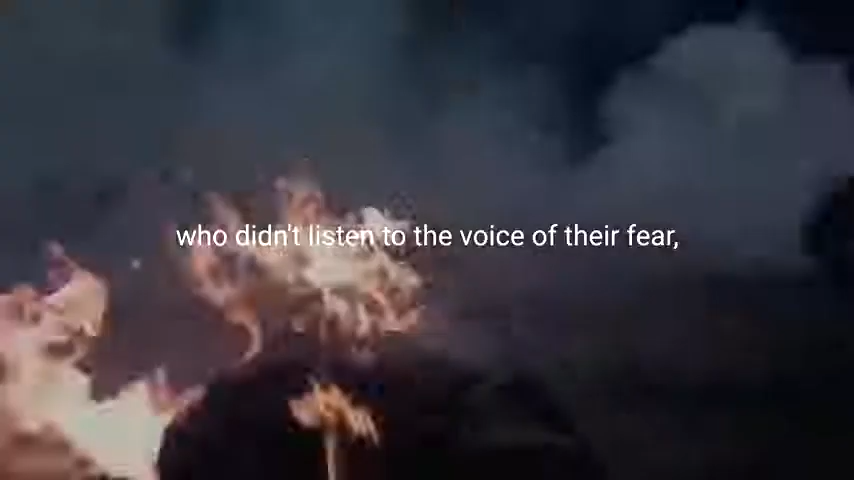 who didn't listen to the voice of their fear,